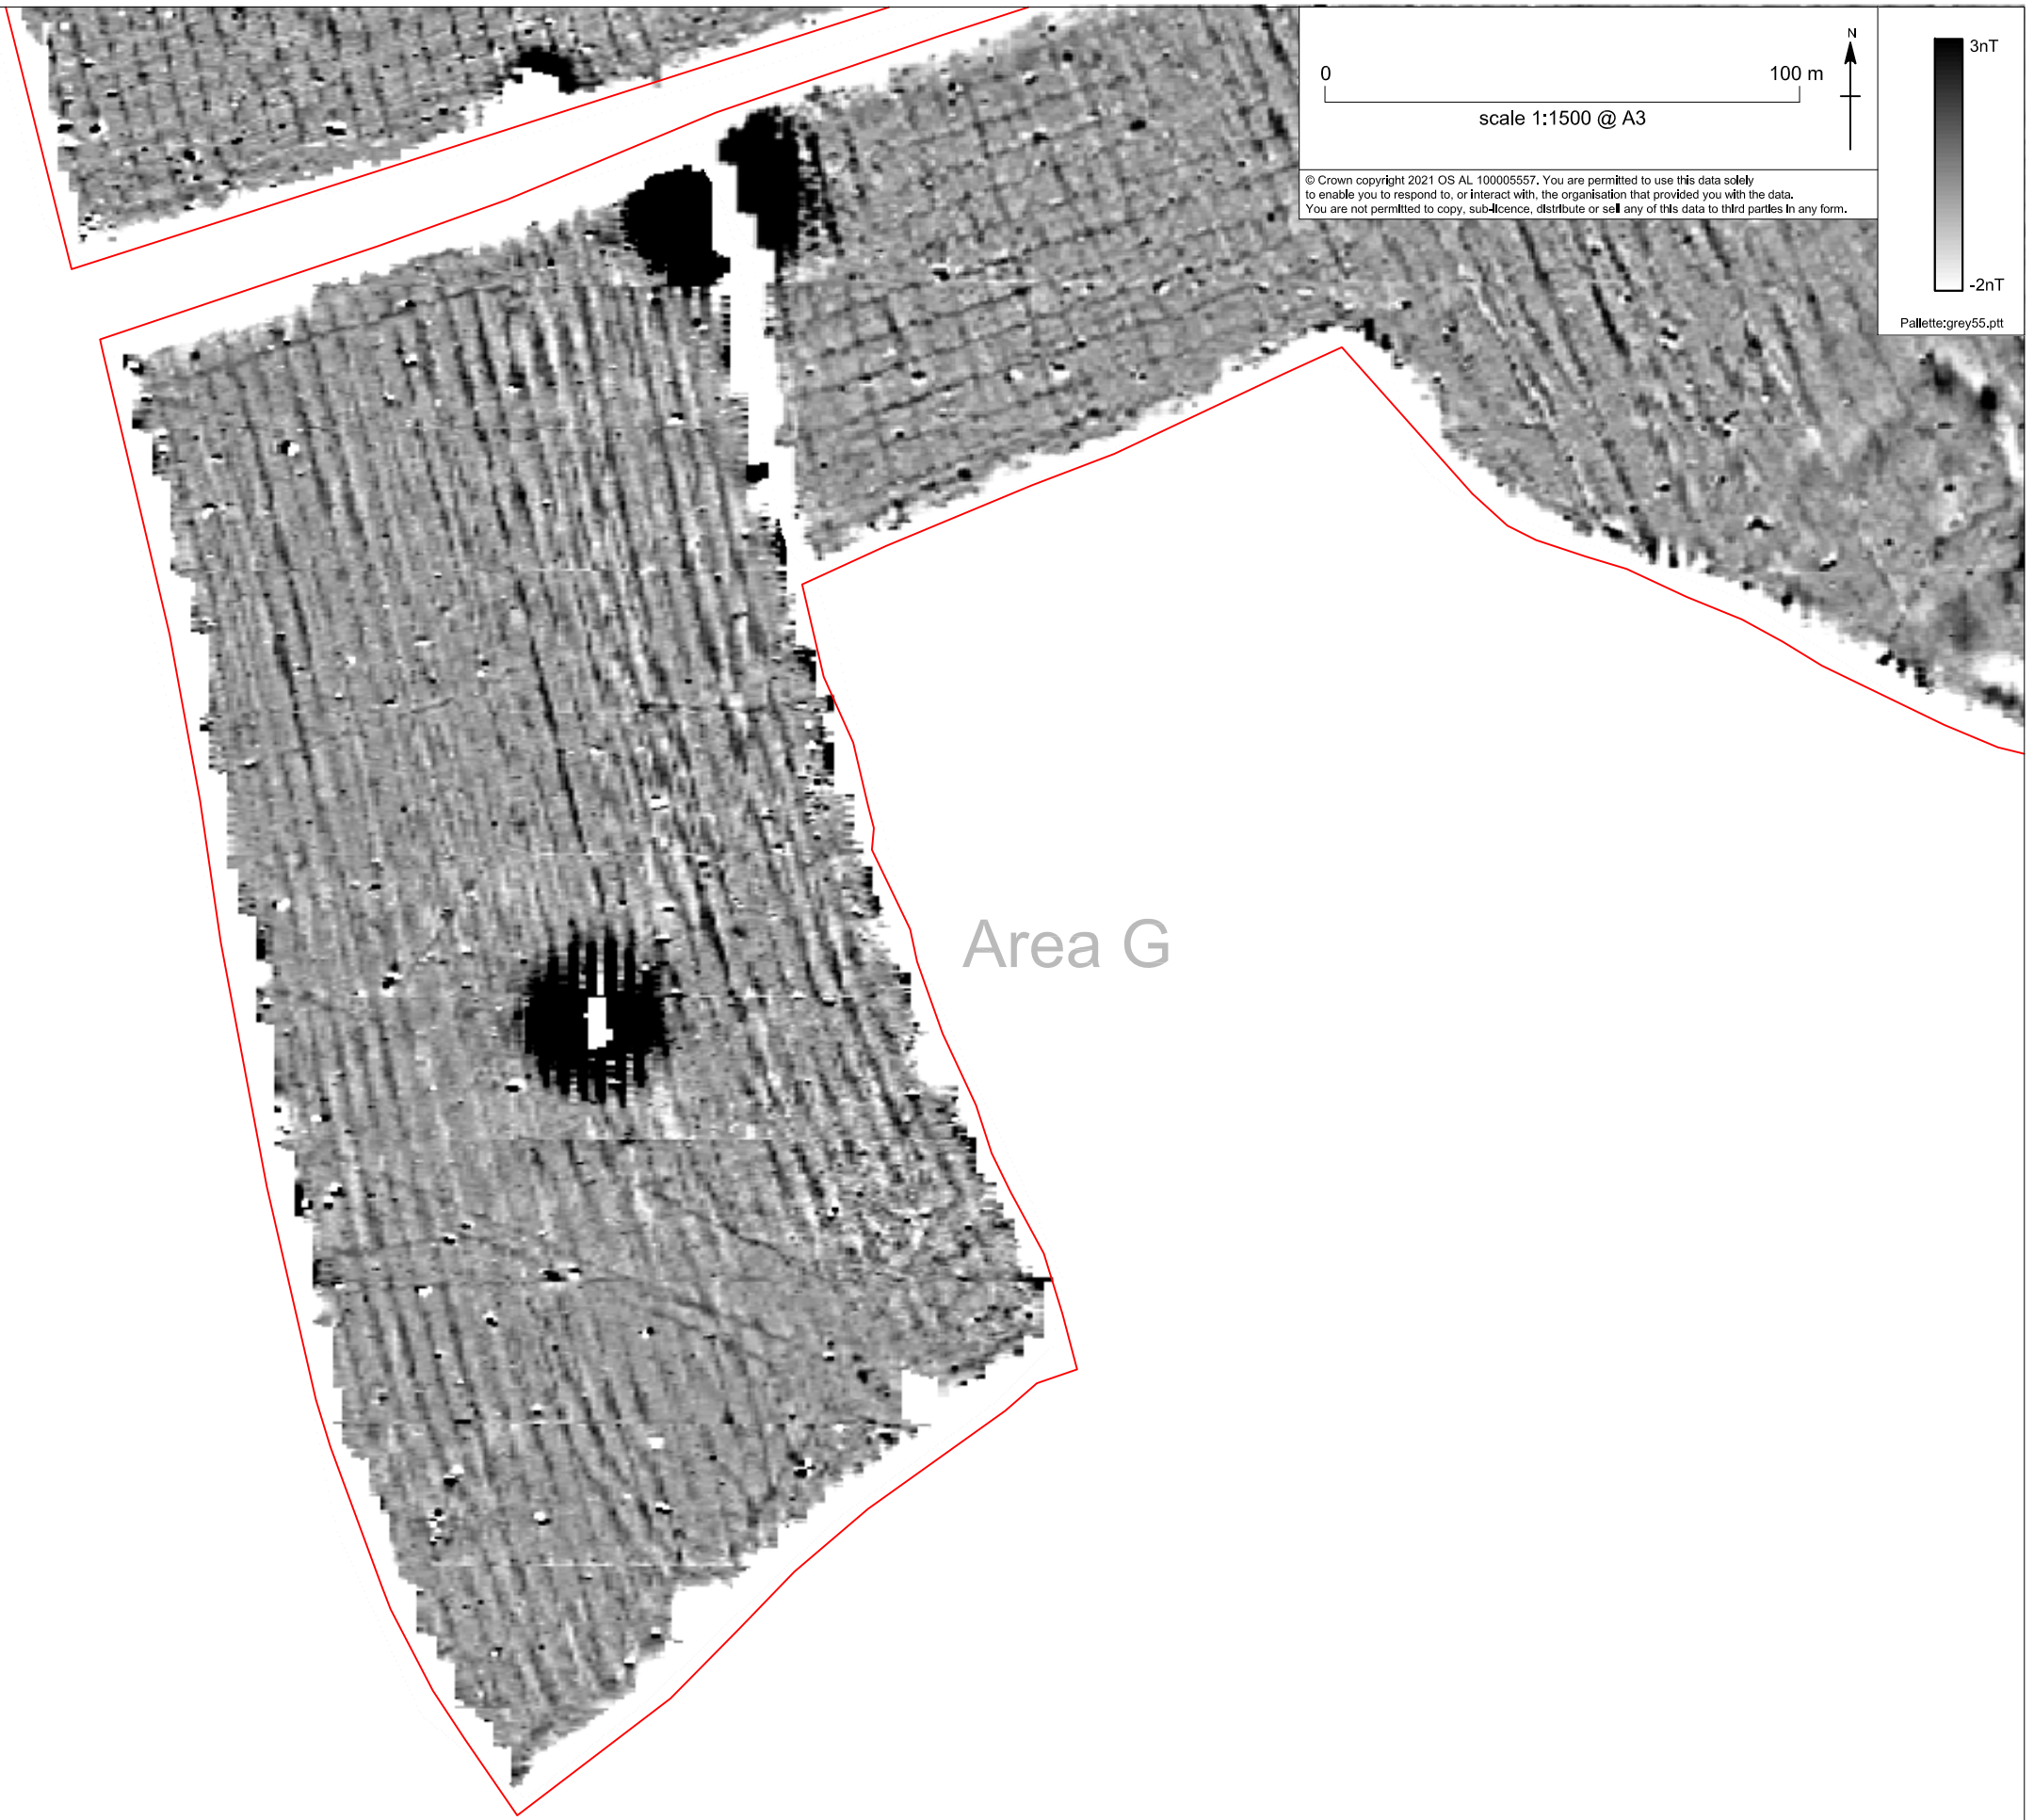 N
0 100 m
scale 1:1500 @ A3
© Crown copyright 2021 OS AL 100005557. You are permitted to use this data solely
to enable you to respond to, or interact with, the organisation that provided you with the data.
You are not permitted to copy, sub-licence, distribute or sell any of this data to third parties in any form.
3nT
-2nT
Pallette:grey55.ptt
Area G